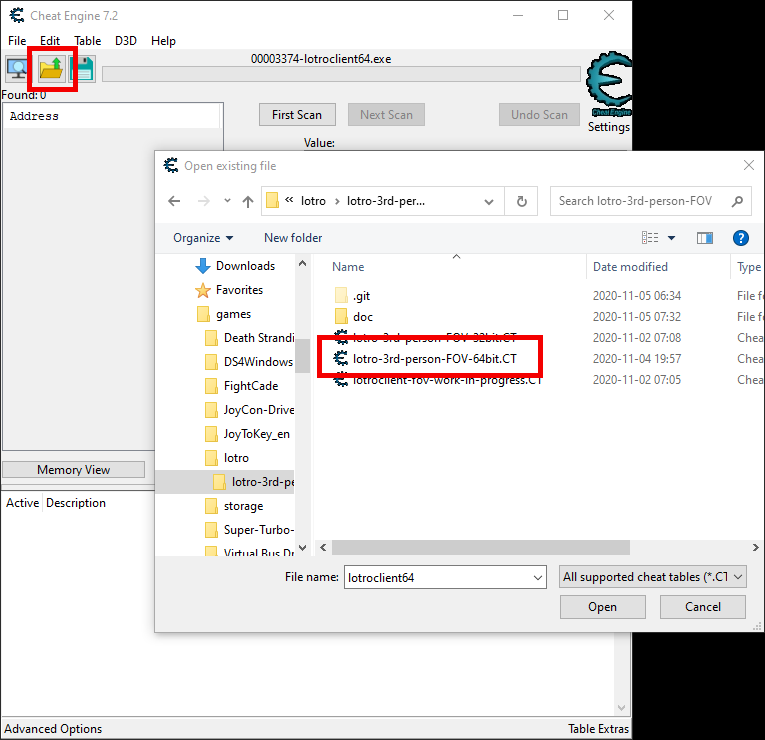 Cheat Engine 7.2
File Edit Table D3D Help
00003374-lotroclient64.exe
Found: 0
Cheat Engine
Settings
Address
First Scan Next Scan Undo Scan
Value:
Open existing file
« lotro › lotro-3rd-per...
Search lotro-3rd-person-FOV
Organize New folder
Name Date modified Type
Downloads
Favorites
games
Death Strandi
DS4Windows
FightCade
JoyCon-Drive
JoyToKey_en
lotro
lotro-3rd-pe
storage
Super-Turbo-
Virtual Bus Dr
.git 2020-11-05 06:34 File f
doc 2020-11-05 07:32 File f
lotro-3rd-person-FOV-32bit.CT 2020-11-02 07:08 Chea
lotro-3rd-person-FOV-64bit.CT 2020-11-04 19:57 Chea
lotroclient-fov-work-in-progress.CT 2020-11-02 07:05 Chea
Memory View
Active Description
File name: lotroclient64 All supported cheat tables (*.CT
Open Cancel
Advanced Options Table Extras